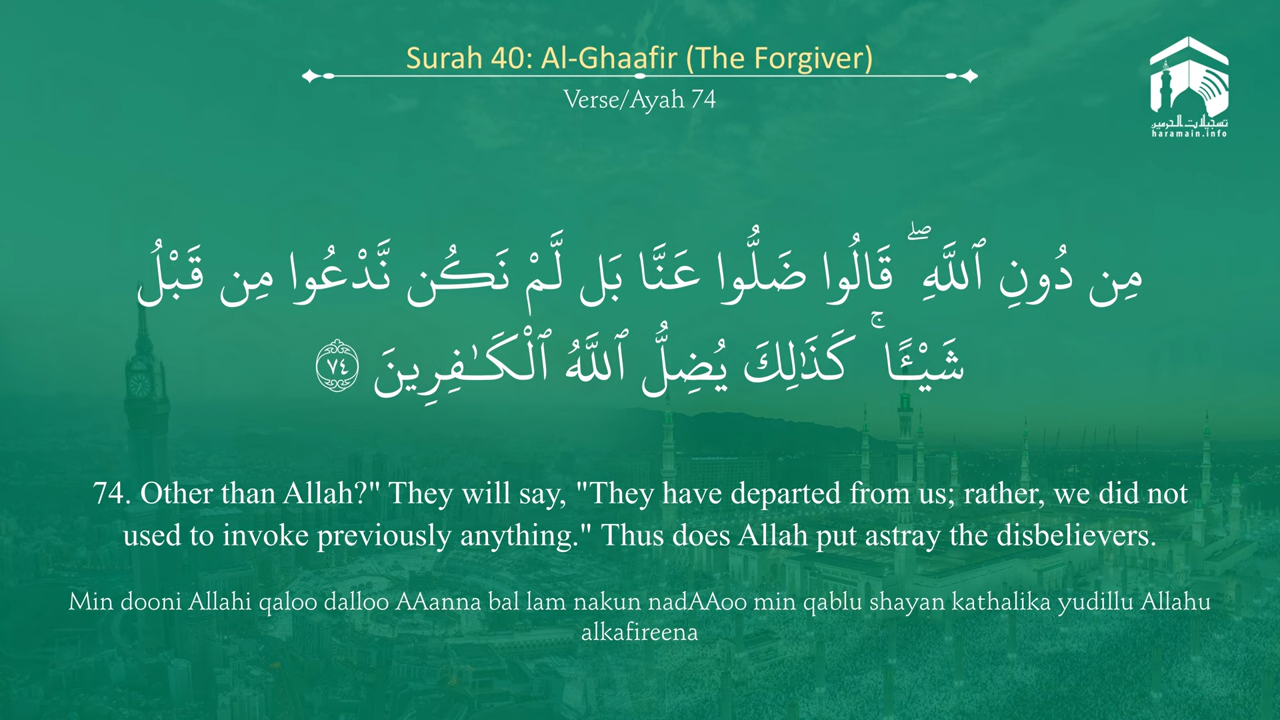 Surah 40: Al-Ghaafir (The Forgiver)
Verse/Ayah 74
تسجيلات الحرمين
haramain.info
مِن دُونِ ٱللَّهِ ۖ قَالُوا ضَلُّوا عَنَّا بَل لَّمْ نَكُن نَّدْعُوا مِن قَبْلُ
شَيْـًٔا ۚ كَذَٰلِكَ يُضِلُّ ٱللَّهُ ٱلْكَـٰفِرِينَ ٧٤
74. Other than Allah?" They will say, "They have departed from us; rather, we did not
used to invoke previously anything." Thus does Allah put astray the disbelievers.
Min dooni Allahi qaloo dalloo AAanna bal lam nakun nadAAoo min qablu shayan kathalika yudillu Allahu
alkafireena